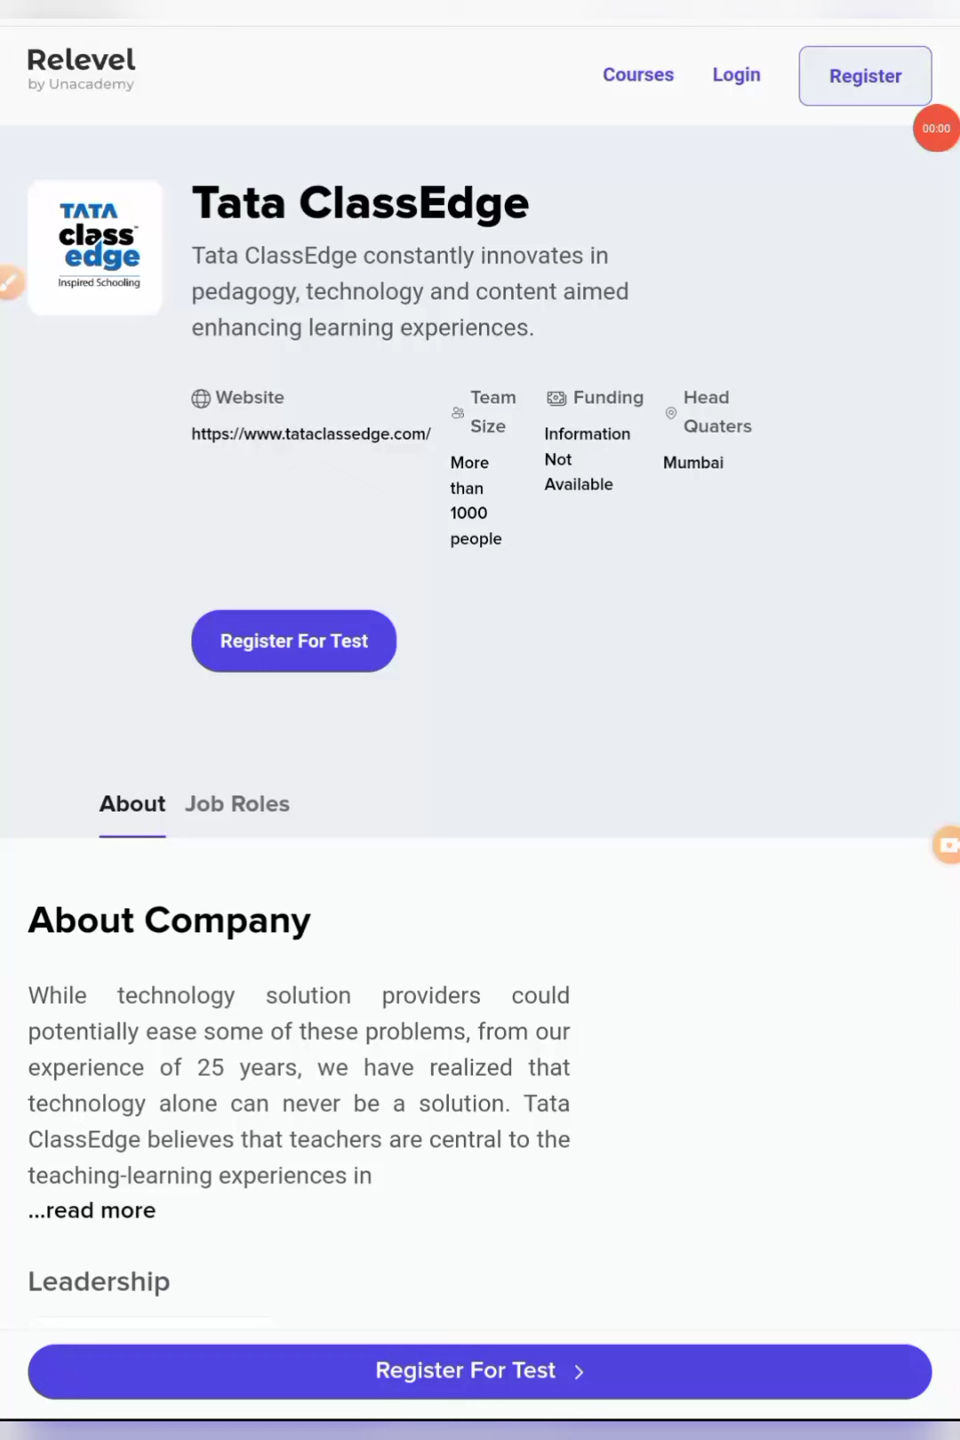 Relevel
by Unacademy
Courses
Login
Register
00:00
TATA
class™
edge
Inspired Schooling
Tata ClassEdge
Tata ClassEdge constantly innovates in
pedagogy, technology and content aimed
enhancing learning experiences.
Website
https://www.tataclassedge.com/
Team
Size
More
than
1000
people
Funding
Information
Not
Available
Head
Quaters
Mumbai
Register For Test
About
Job Roles
About Company
While technology solution providers could
potentially ease some of these problems, from our
experience of 25 years, we have realized that
technology alone can never be a solution. Tata
ClassEdge believes that teachers are central to the
teaching-learning experiences in
...read more
Leadership
Register For Test >